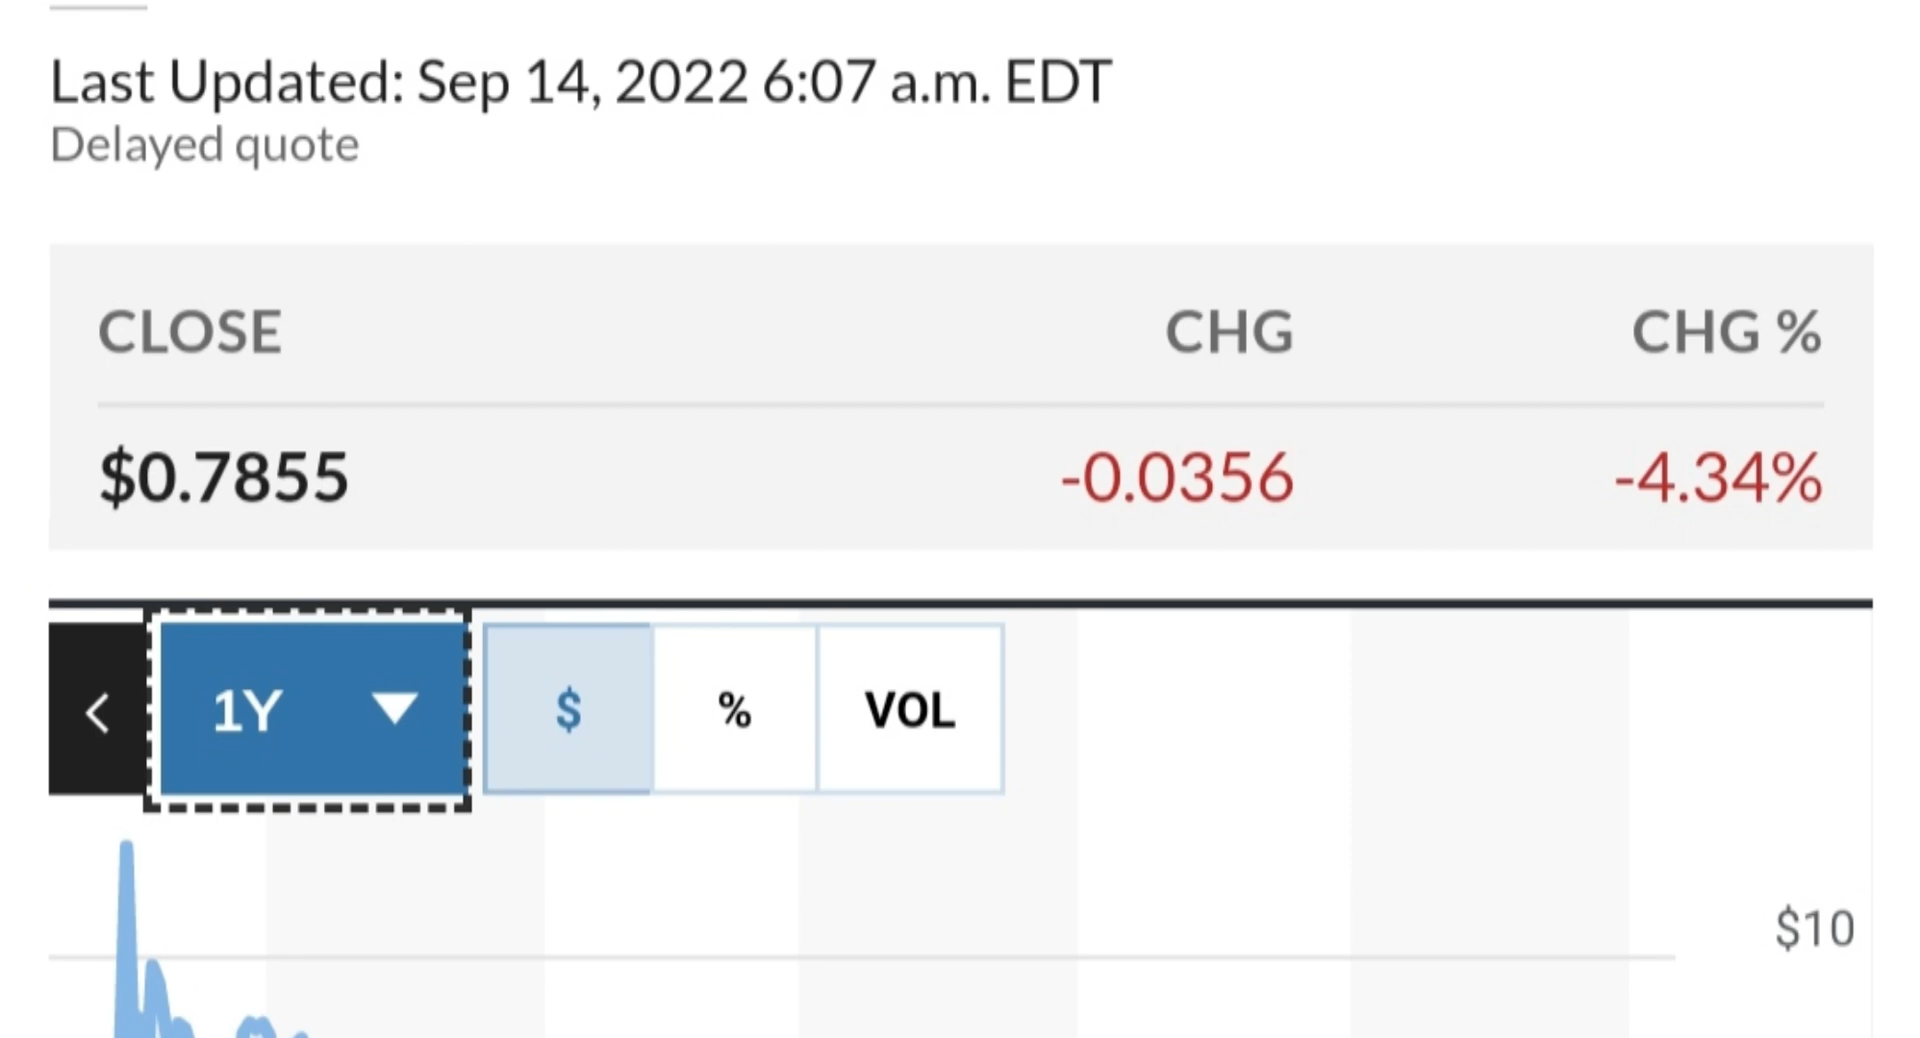 Last Updated: Sep 14, 2022 6:07 a.m. EDT
Delayed quote
CLOSE CHG CHG %
$0.7855 -0.0356 -4.34%
1Y $ % VOL
$10